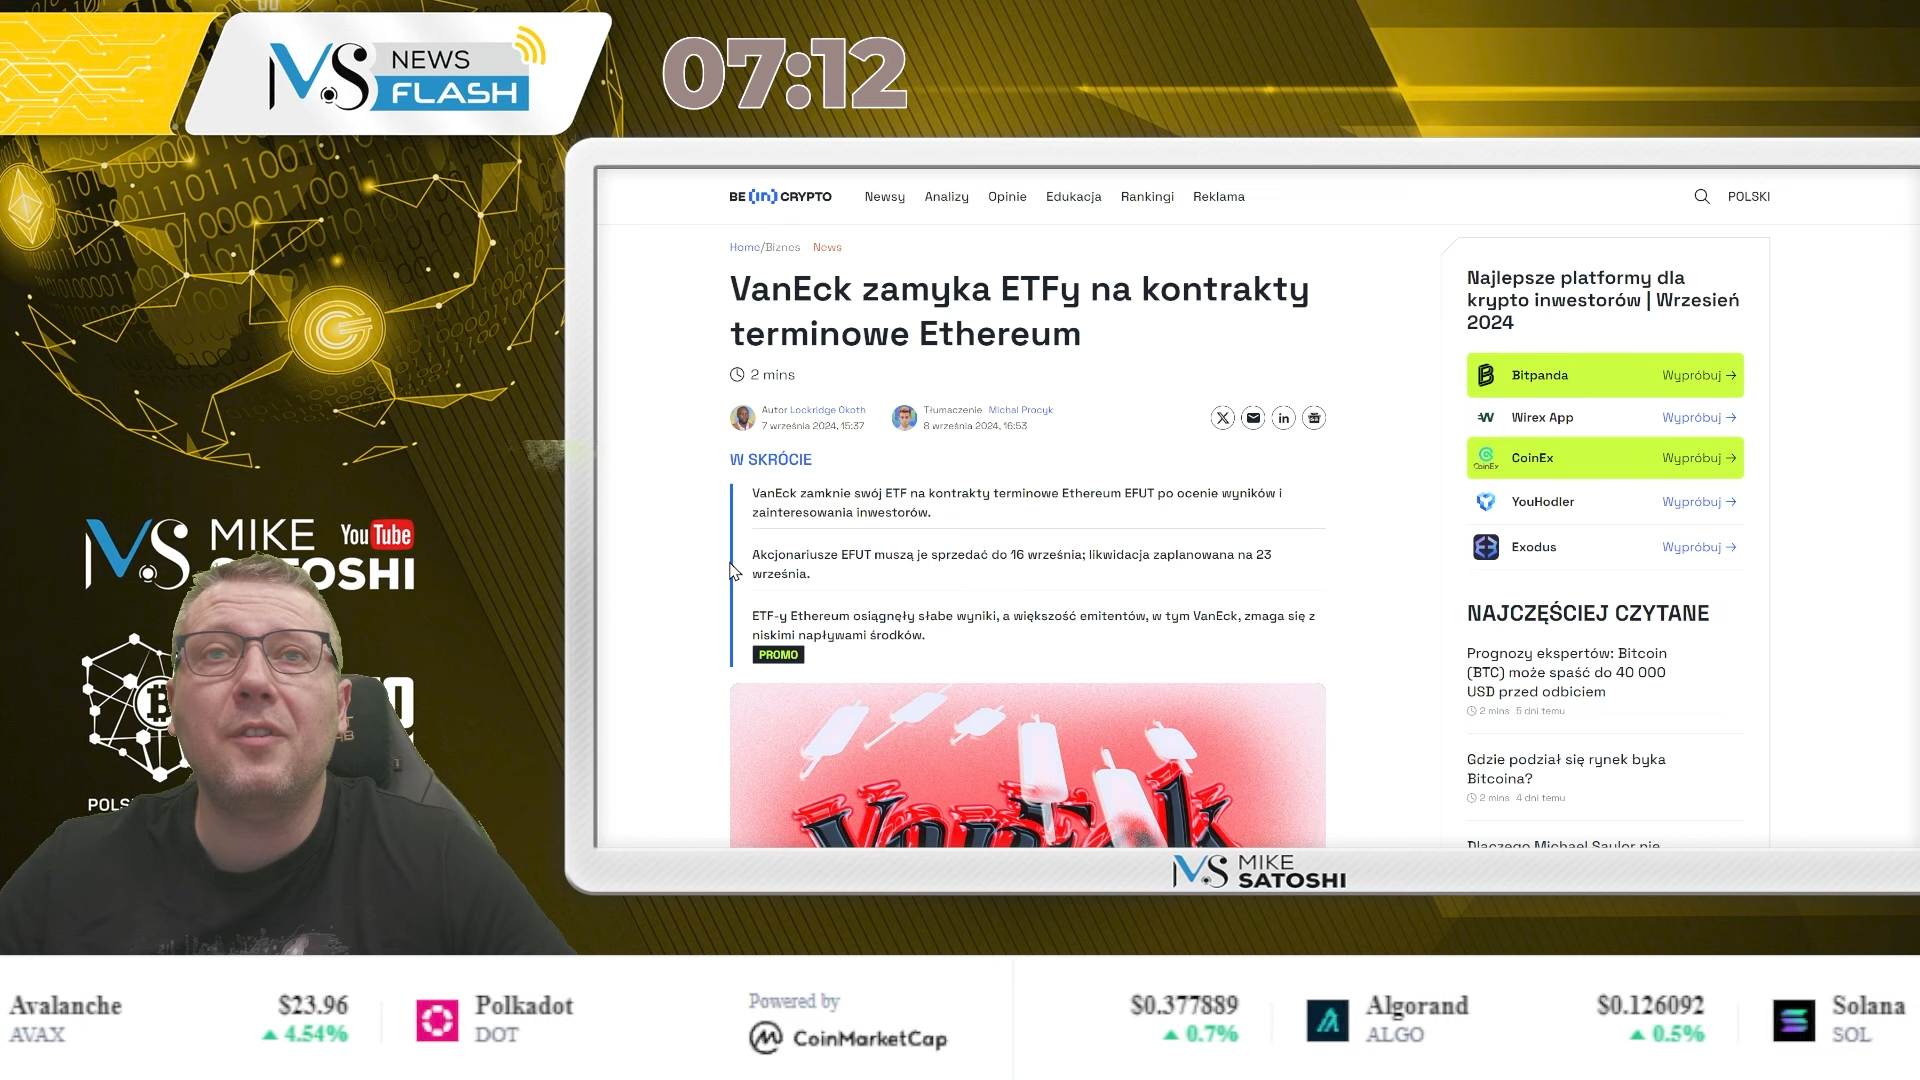 NEWS
FLASH
07:12
BE[in]CRYPTO
Newsy
Analizy
Opinie
Edukacja
Rankingi
Reklama
POLSKI
Home/Biznes News
VanEck zamyka ETFy na kontrakty
terminowe Ethereum
2 mins
Autor Lockridge Okoth
7 września 2024, 15:37
Tłumaczenie Michal Procyk
8 września 2024, 16:53
W SKRÓCIE
VanEck zamknie swój ETF na kontrakty terminowe Ethereum EFUT po ocenie wyników i
zainteresowania inwestorów.
Akcjonariusze EFUT muszą je sprzedać do 16 września; likwidacja zaplanowana na 23
września.
ETF-y Ethereum osiągnęły słabe wyniki, a większość emitentów, w tym VanEck, zmaga się z
niskimi napływami środków.
PROMO
VanEck
Najlepsze platformy dla
krypto inwestorów | Wrzesień
2024
Bitpanda Wypróbuj →
Wirex App Wypróbuj →
CoinEx CoinEx Wypróbuj →
YouHodler Wypróbuj →
Exodus Wypróbuj →
NAJCZĘŚCIEJ CZYTANE
Prognozy ekspertów: Bitcoin
(BTC) może spaść do 40 000
USD przed odbiciem
2 mins 5 dni temu
Gdzie podział się rynek byka
Bitcoina?
2 mins 4 dni temu
Dlaczego Michael Saylor nie
MIKE
SATOSHI
MIKE YouTube
SATOSHI
Avalanche $23.96
AVAX ▲ 4.54%
Polkadot
DOT
Powered by
CoinMarketCap
$0.377889
▲ 0.7%
Algorand $0.126092
ALGO ▲ 0.5%
Solana
SOL